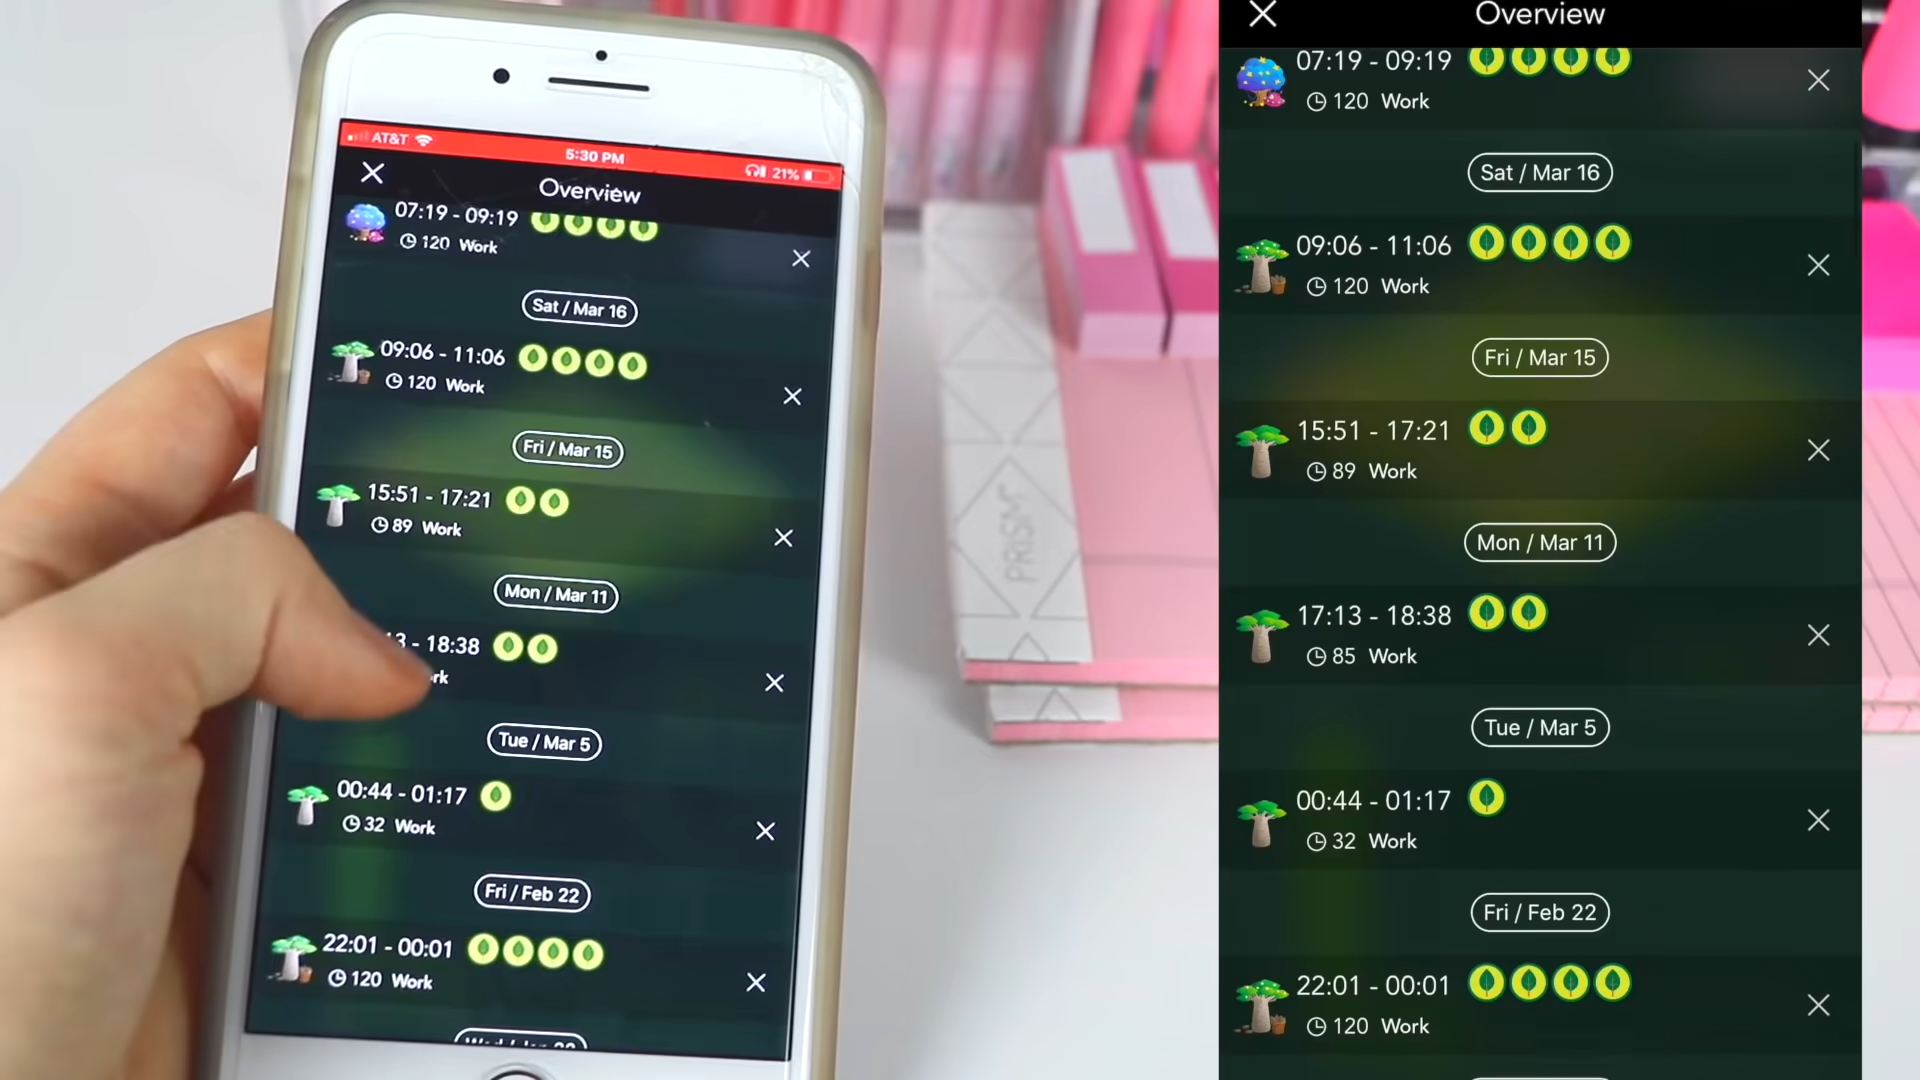 AT&T
5:30 PM
21%
Overview
07:19 - 09:19
120 Work
Sat / Mar 16
09:06 - 11:06
120 Work
Fri / Mar 15
15:51 - 17:21
89 Work
Mon / Mar 11
- 18:38
Tue / Mar 5
00:44 - 01:17
32 Work
Fri / Feb 22
22:01 - 00:01
120 Work
PRISM
Overview
07:19 - 09:19
120 Work
Sat / Mar 16
09:06 - 11:06
120 Work
Fri / Mar 15
15:51 - 17:21
89 Work
Mon / Mar 11
17:13 - 18:38
85 Work
Tue / Mar 5
00:44 - 01:17
32 Work
Fri / Feb 22
22:01 - 00:01
120 Work